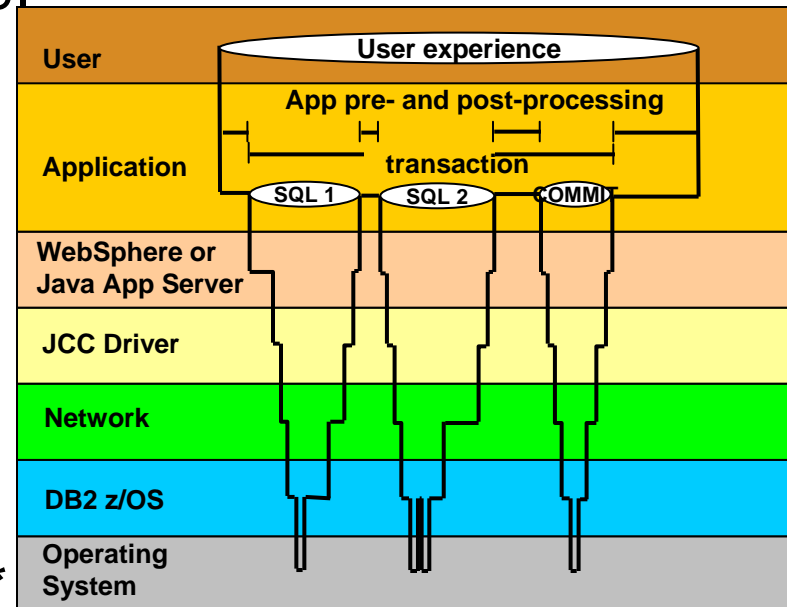 User
User experience
App pre- and post-processing
Application
transaction
SQL 1
SQL 2
COMMIT
WebSphere or
Java App Server
JCC Driver
Network
DB2 z/OS
Operating
System
*